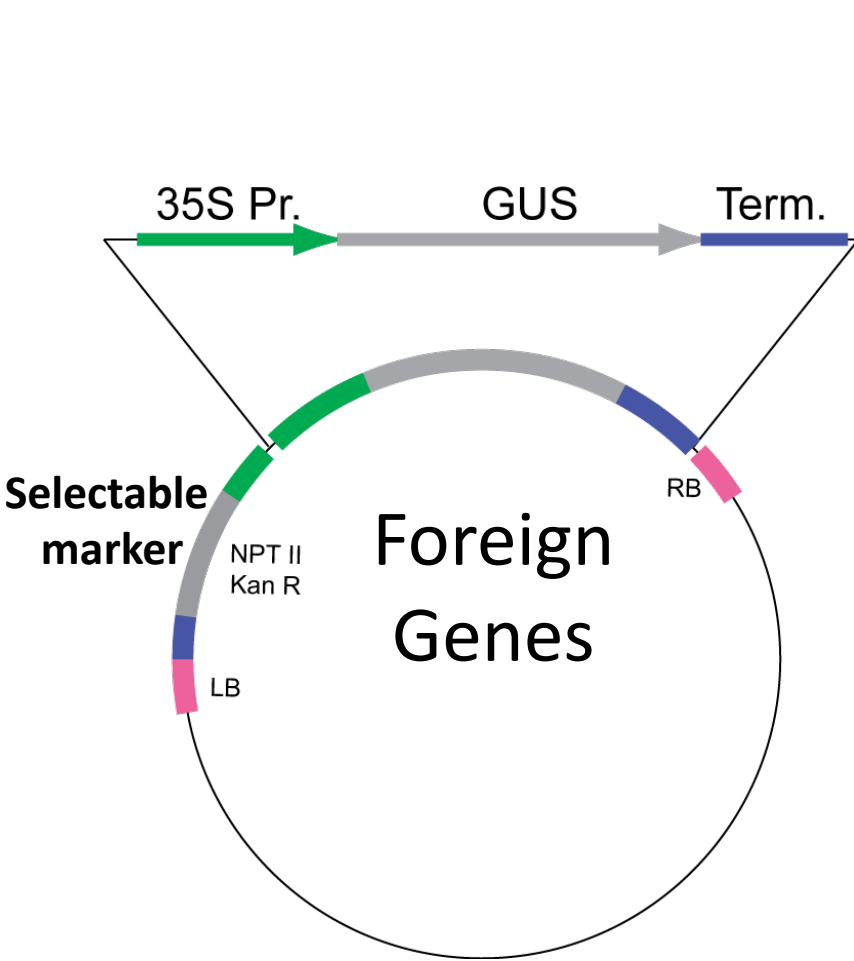 35S Pr.
GUS
Term.
Selectable
marker
NPT II
Kan R
RB
Foreign
Genes
LB